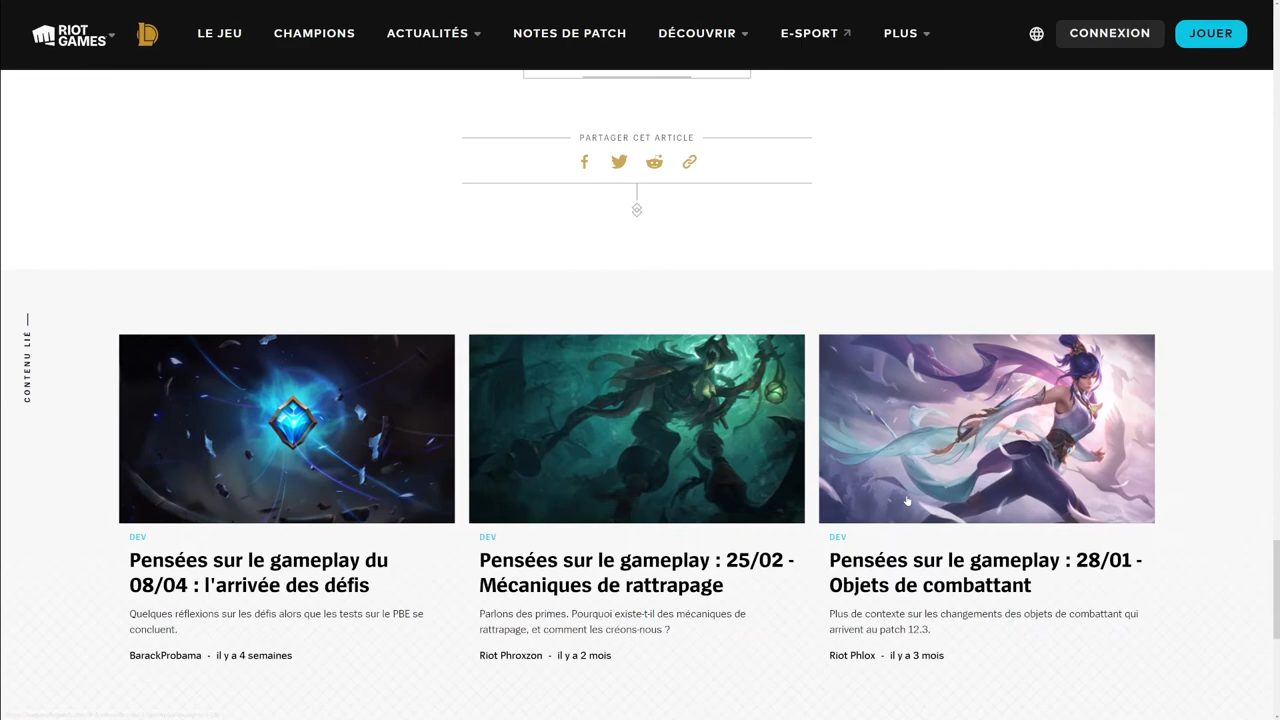 RIOT GAMES
LE JEU
CHAMPIONS
ACTUALITÉS
NOTES DE PATCH
DÉCOUVRIR
E-SPORT
PLUS
CONNEXION
JOUER
PARTAGER CET ARTICLE
CONTENU LIÉ
DEV
Pensées sur le gameplay du
08/04 : l'arrivée des défis
Quelques réflexions sur les défis alors que les tests sur le PBE se
concluent.
BarackProbama - il y a 4 semaines
DEV
Pensées sur le gameplay : 25/02 -
Mécaniques de rattrapage
Parlons des primes. Pourquoi existe-t-il des mécaniques de
rattrapage, et comment les créons-nous ?
Riot Phroxzon - il y a 2 mois
DEV
Pensées sur le gameplay : 28/01 -
Objets de combattant
Plus de contexte sur les changements des objets de combattant qui
arrivent au patch 12.3.
Riot Phlox - il y a 3 mois